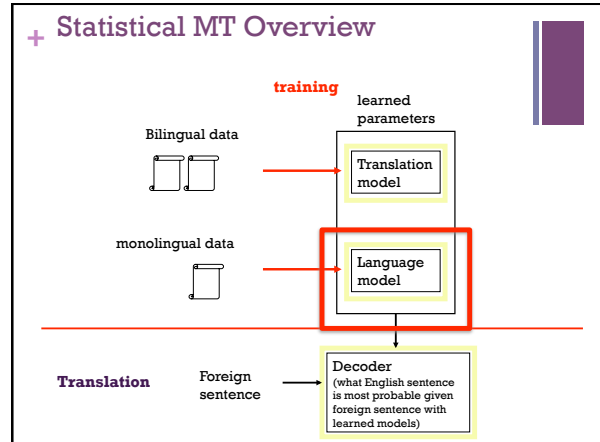 + Statistical MT Overview
training
learned
parameters
Bilingual data
Translation
model
monolingual data
Language
model
Translation
Foreign
sentence
Decoder
(what English sentence
is most probable given
foreign sentence with
learned models)